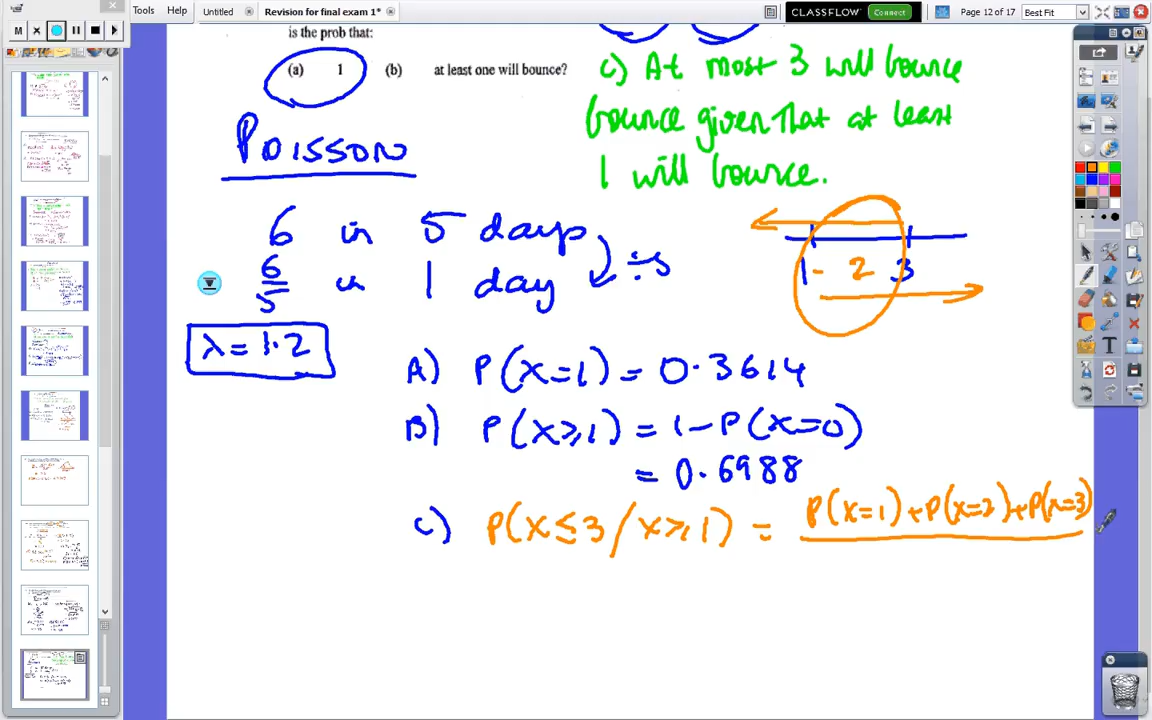 Tools Help Untitled Revision for final exam 1* CLASSFLOW Connect Page 12 of 17 Best Fit
is the prob that:
(a) 1 (b) at least one will bounce?
c) At most 3 will bounce
bounce given that at least
1 will bounce.
POISSON
6 in 5 days
6/5 in 1 day ÷5
λ = 1.2
1 - 2 3
A) P(x=1) = 0.3614
B) P(x≥1) = 1-P(x=0)
= 0.6988
C) P(x≤3/x≥1) = P(x=1)+P(x=2)+P(x=3)